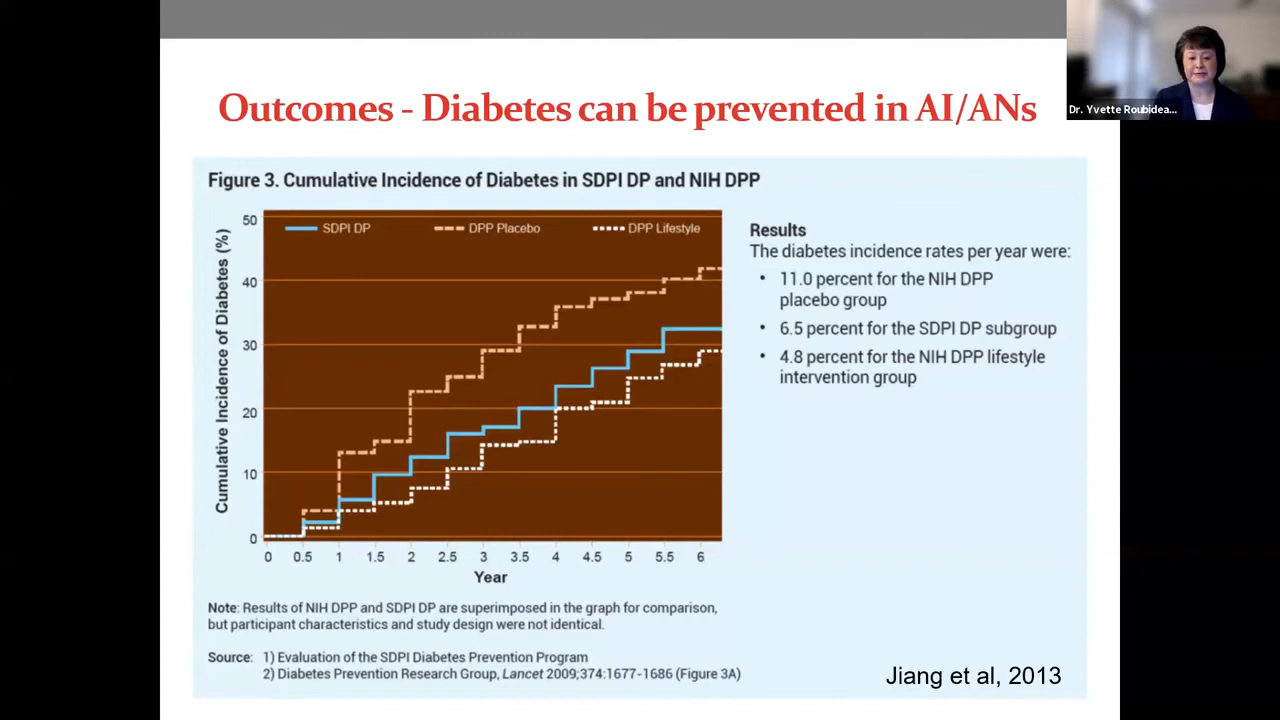 Outcomes - Diabetes can be prevented in AI/ANs
Dr. Yvette Roubidea...
Figure 3. Cumulative Incidence of Diabetes in SDPI DP and NIH DPP
50
40
30
20
10
0
Cumulative Incidence of Diabetes (%)
SDPI DP
DPP Placebo
DPP Lifestyle
0 0.5 1 1.5 2 2.5 3 3.5 4 4.5 5 5.5 6
Year
Results
The diabetes incidence rates per year were:
• 11.0 percent for the NIH DPP
placebo group
• 6.5 percent for the SDPI DP subgroup
• 4.8 percent for the NIH DPP lifestyle
intervention group
Note: Results of NIH DPP and SDPI DP are superimposed in the graph for comparison,
but participant characteristics and study design were not identical.
Source: 1) Evaluation of the SDPI Diabetes Prevention Program
2) Diabetes Prevention Research Group, Lancet 2009;374:1677-1686 (Figure 3A)
Jiang et al, 2013